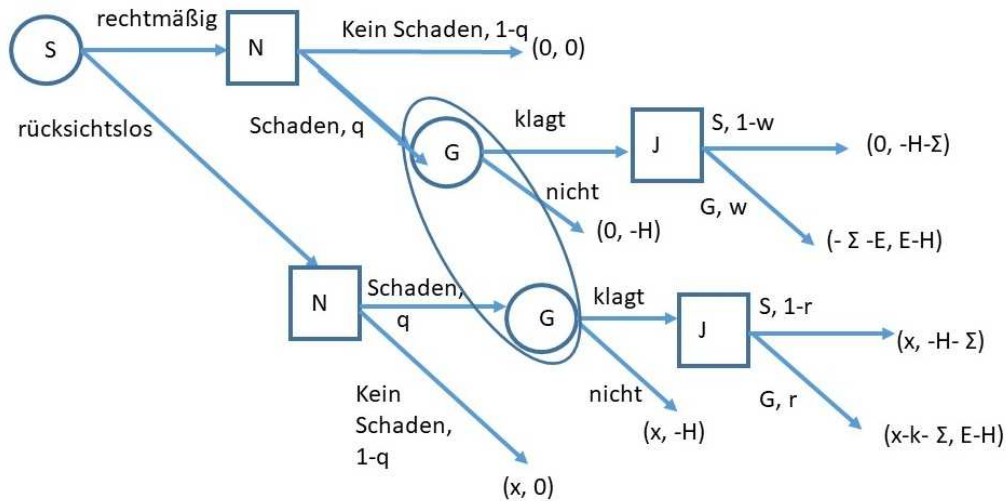 rechtmäßig
S
N
Kein Schaden, 1-q
(0, 0)
rücksichtslos
Schaden, q
G
klagt
nicht
(0, -H)
J
S, 1-w
(0, -H-Σ)
G, w
(- Σ -E, E-H)
N
Schaden,
q
G
klagt
nicht
(x, -H)
J
S, 1-r
(x, -H- Σ)
G, r
(x-k- Σ, E-H)
Kein
Schaden,
1-q
(x, 0)